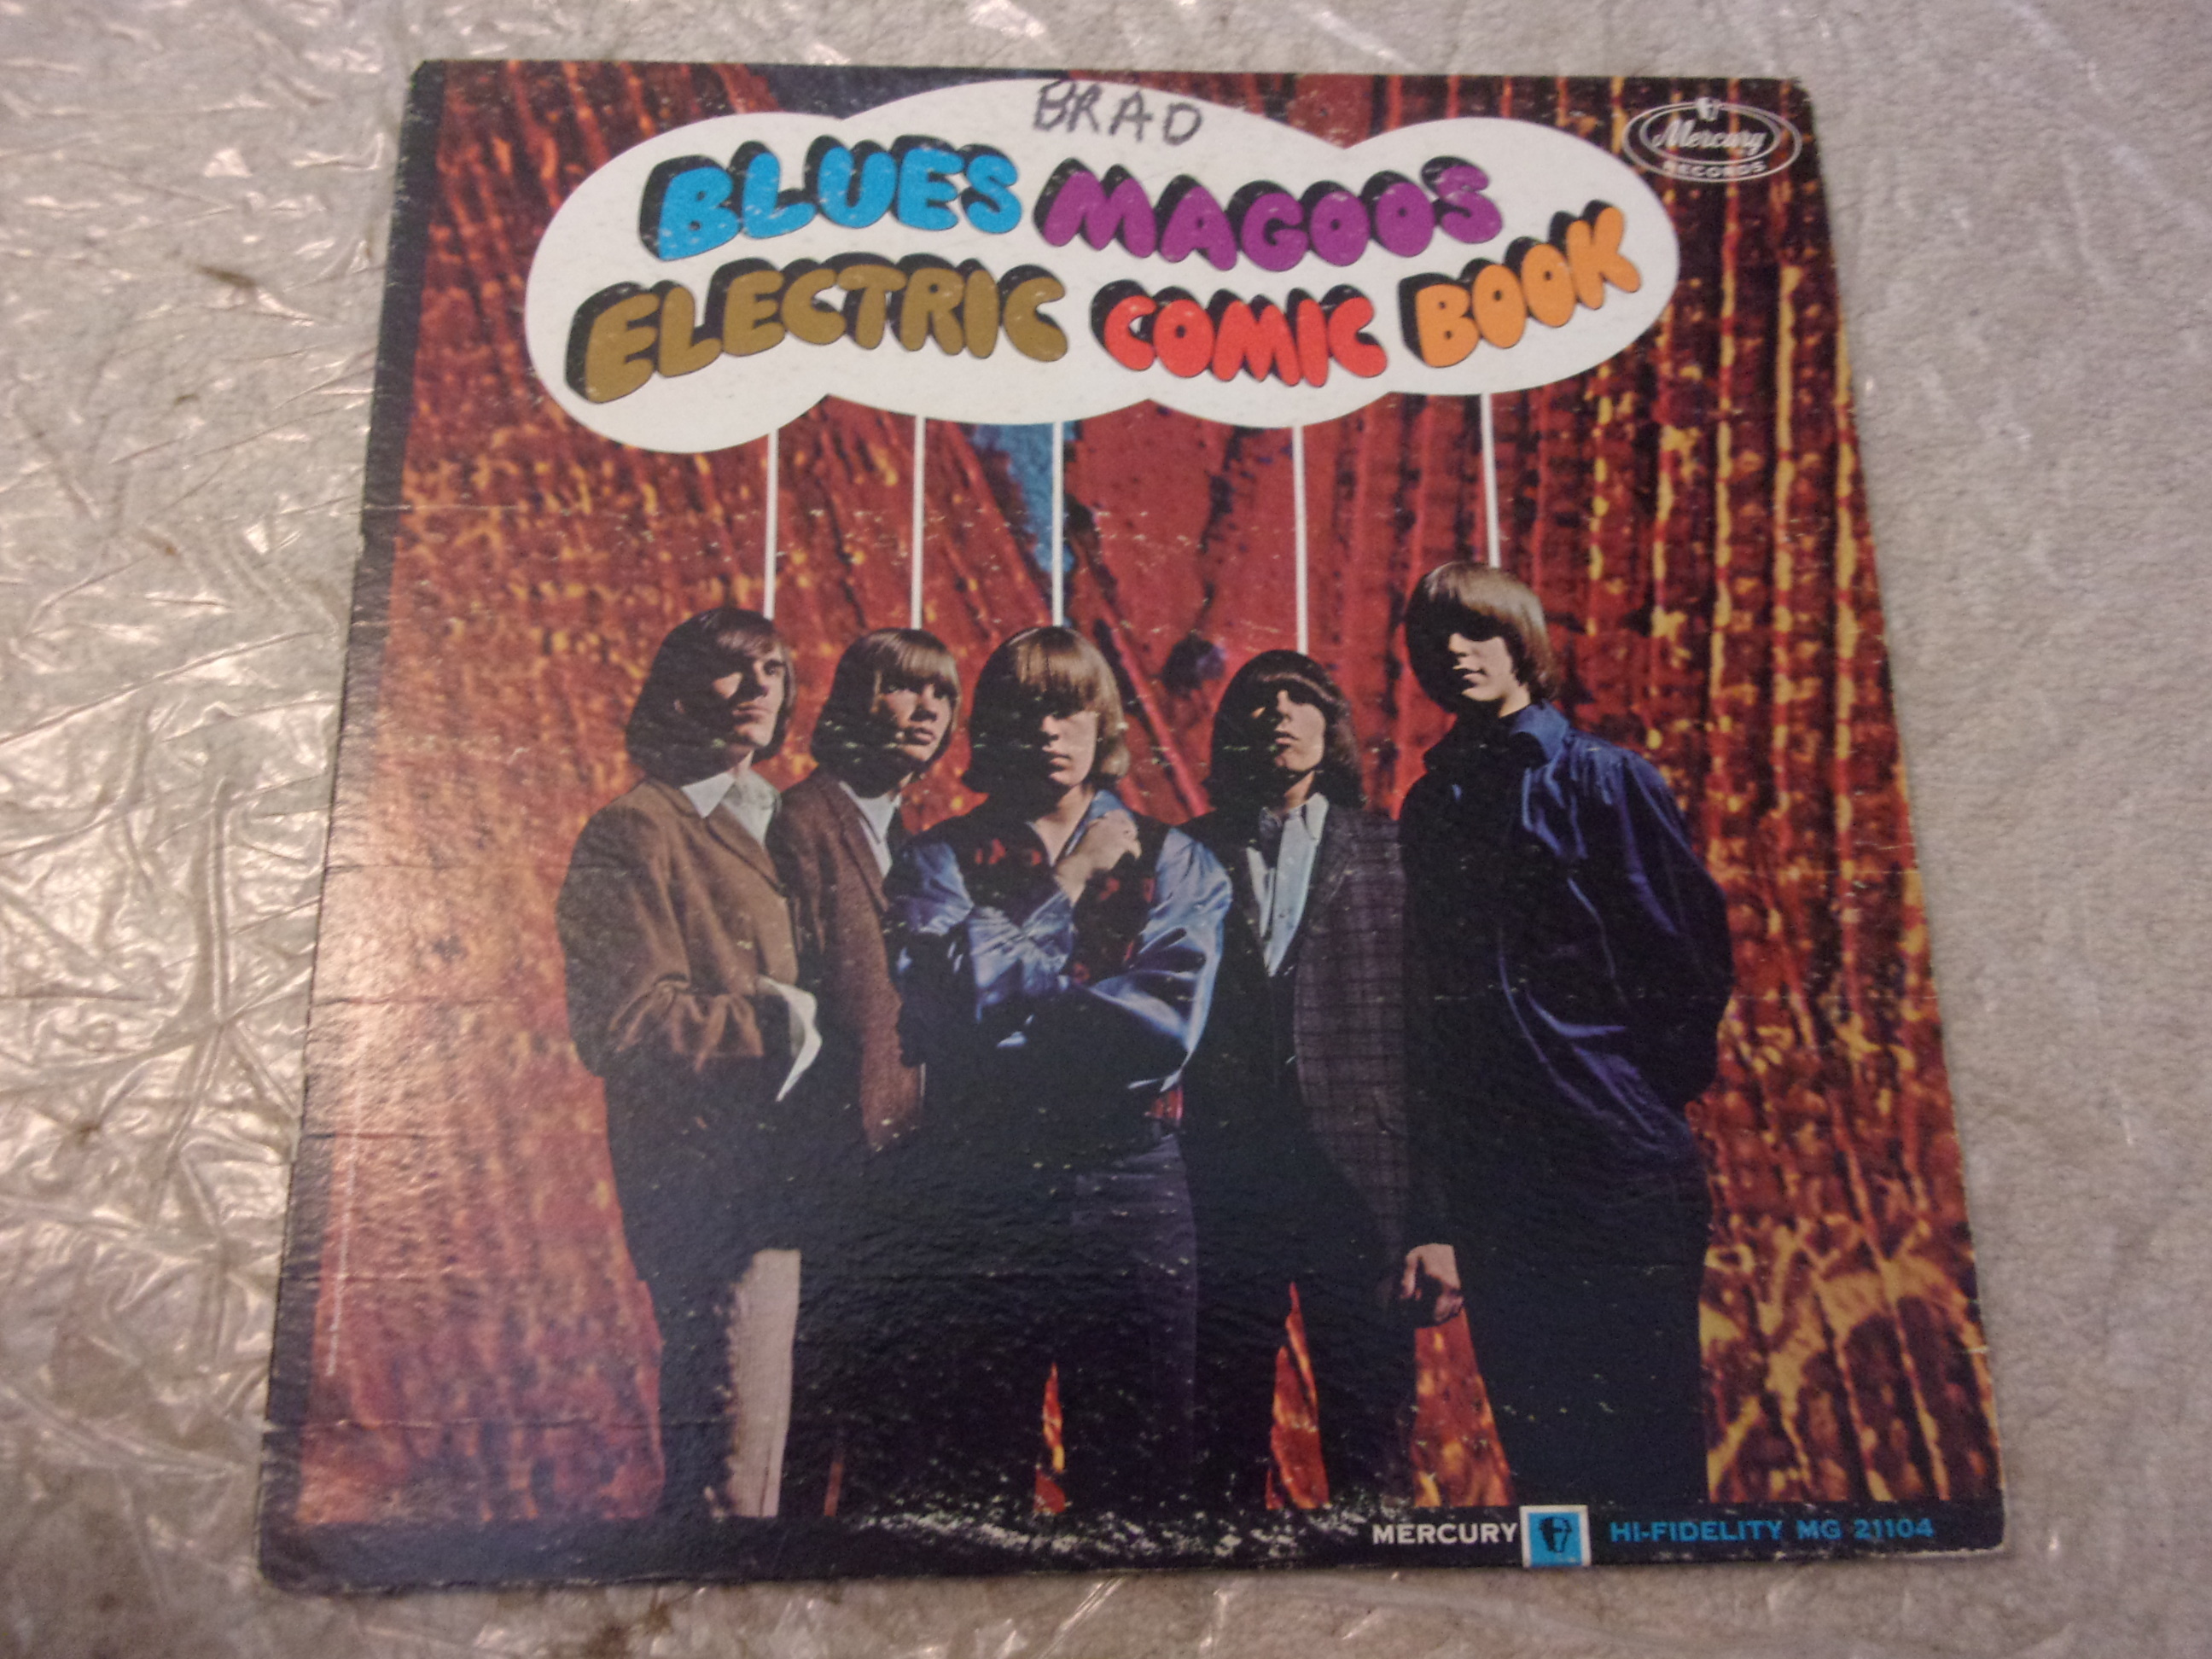 BRAD
Mercury
RECORDS
BLUES MAGOOS
ELECTRIC COMIC BOOK
MERCURY HI-FIDELITY MG 21104